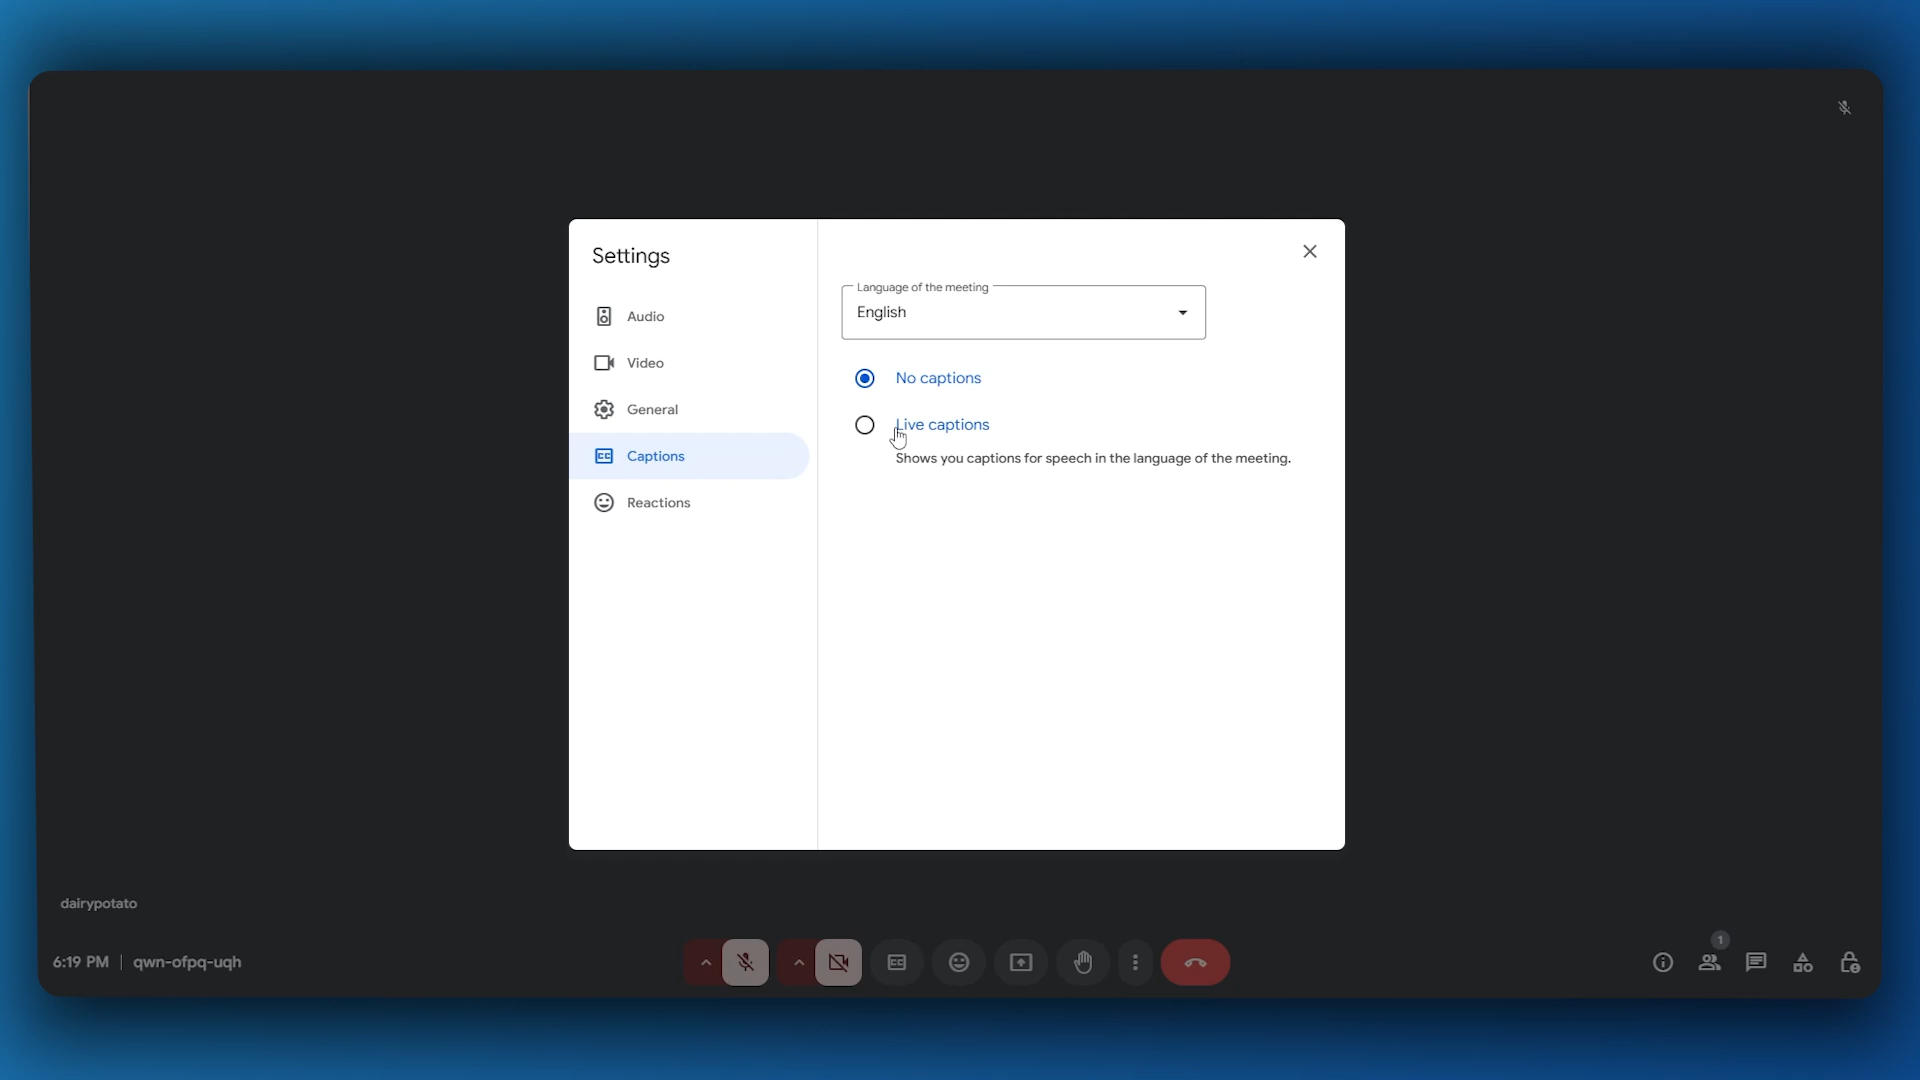 Settings
Audio
Video
General
Captions
Reactions
Language of the meeting
English
No captions
Live captions
Shows you captions for speech in the language of the meeting.
dairypotato
6:19 PM | qwn-ofpq-uqh
1